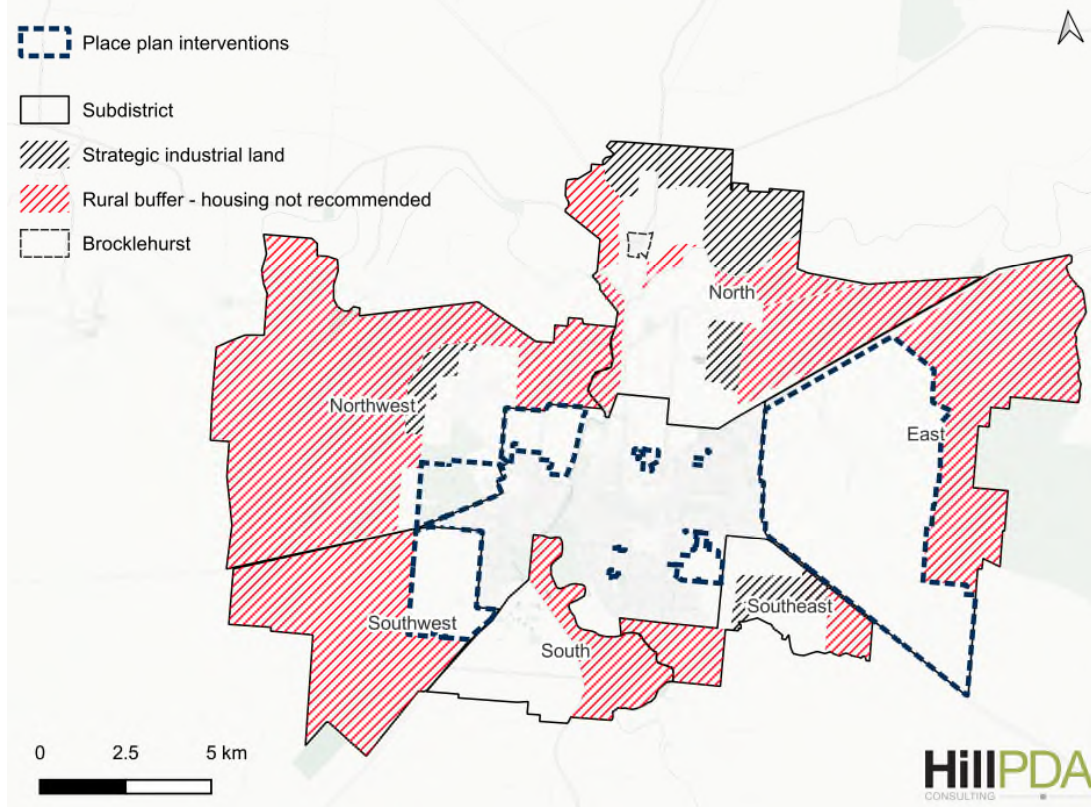 Place plan interventions
Subdistrict
Strategic industrial land
Rural buffer - housing not recommended
Brocklehurst
North
Northwest
East
Southwest
Southeast
South
0 2.5 5 km
HillPDA
CONSULTING